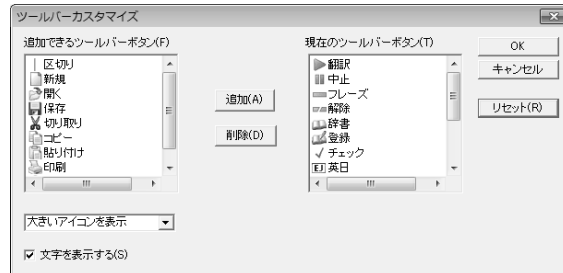 ツールバーカスタマイズ
追加できるツールバーボタン(F)
区切り
新規
開く
保存
切り取り
コピー
貼り付け
印刷
追加(A)
削除(D)
現在のツールバーボタン(T)
翻訳
中止
フレーズ
解除
辞書
登録
チェック
英日
OK
キャンセル
リセット(R)
大きいアイコンを表示
文字を表示する(S)